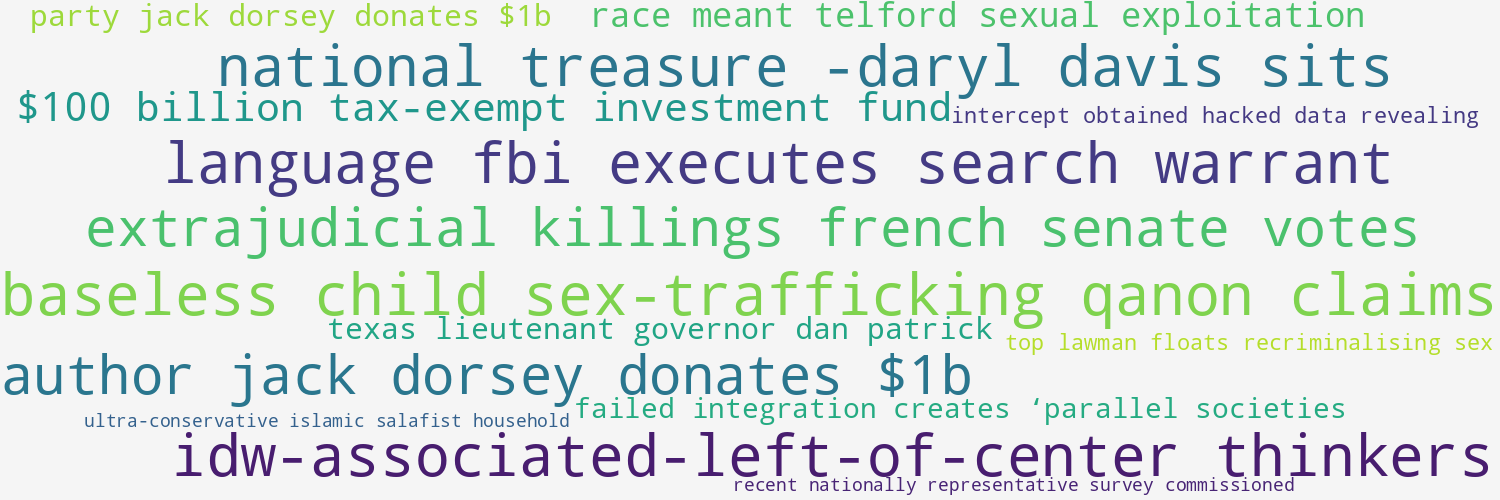 party jack dorsey donates $1b
race meant telford sexual exploitation
national treasure -daryl davis sits
$100 billion tax-exempt investment fund
intercept obtained hacked data revealing
language fbi executes search warrant
extrajudicial killings french senate votes
baseless child sex-trafficking qanon claims
texas lieutenant governor dan patrick
top lawman floats recriminalising sex
author jack dorsey donates $1b
failed integration creates ‘parallel societies
ultra-conservative islamic salafist household
idw-associated-left-of-center thinkers
recent nationally representative survey commissioned